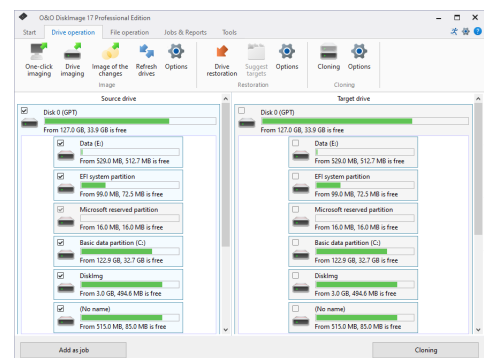 O&O DiskImage 17 Professional Edition
Start Drive operation File operation Jobs & Reports Tools
One-click imaging
Drive imaging
Image of the changes
Refresh drives
Options
Drive restoration
Suggest targets
Options
Cloning
Options
Image
Restoration
Cloning
Source drive
Disk 0 (GPT)
From 127.0 GB, 33.9 GB is free
Data (E:)
From 529.0 MB, 512.7 MB is free
EFI system partition
From 99.0 MB, 72.5 MB is free
Microsoft reserved partition
From 16.0 MB, 16.0 MB is free
Basic data partition (C:)
From 122.9 GB, 32.7 GB is free
DiskImg
From 3.0 GB, 494.6 MB is free
(No name)
From 515.0 MB, 85.0 MB is free
Target drive
Disk 0 (GPT)
From 127.0 GB, 33.9 GB is free
Data (E:)
From 529.0 MB, 512.7 MB is free
EFI system partition
From 99.0 MB, 72.5 MB is free
Microsoft reserved partition
From 16.0 MB, 16.0 MB is free
Basic data partition (C:)
From 122.9 GB, 32.7 GB is free
DiskImg
From 3.0 GB, 494.6 MB is free
(No name)
From 515.0 MB, 85.0 MB is free
Add as job
Cloning